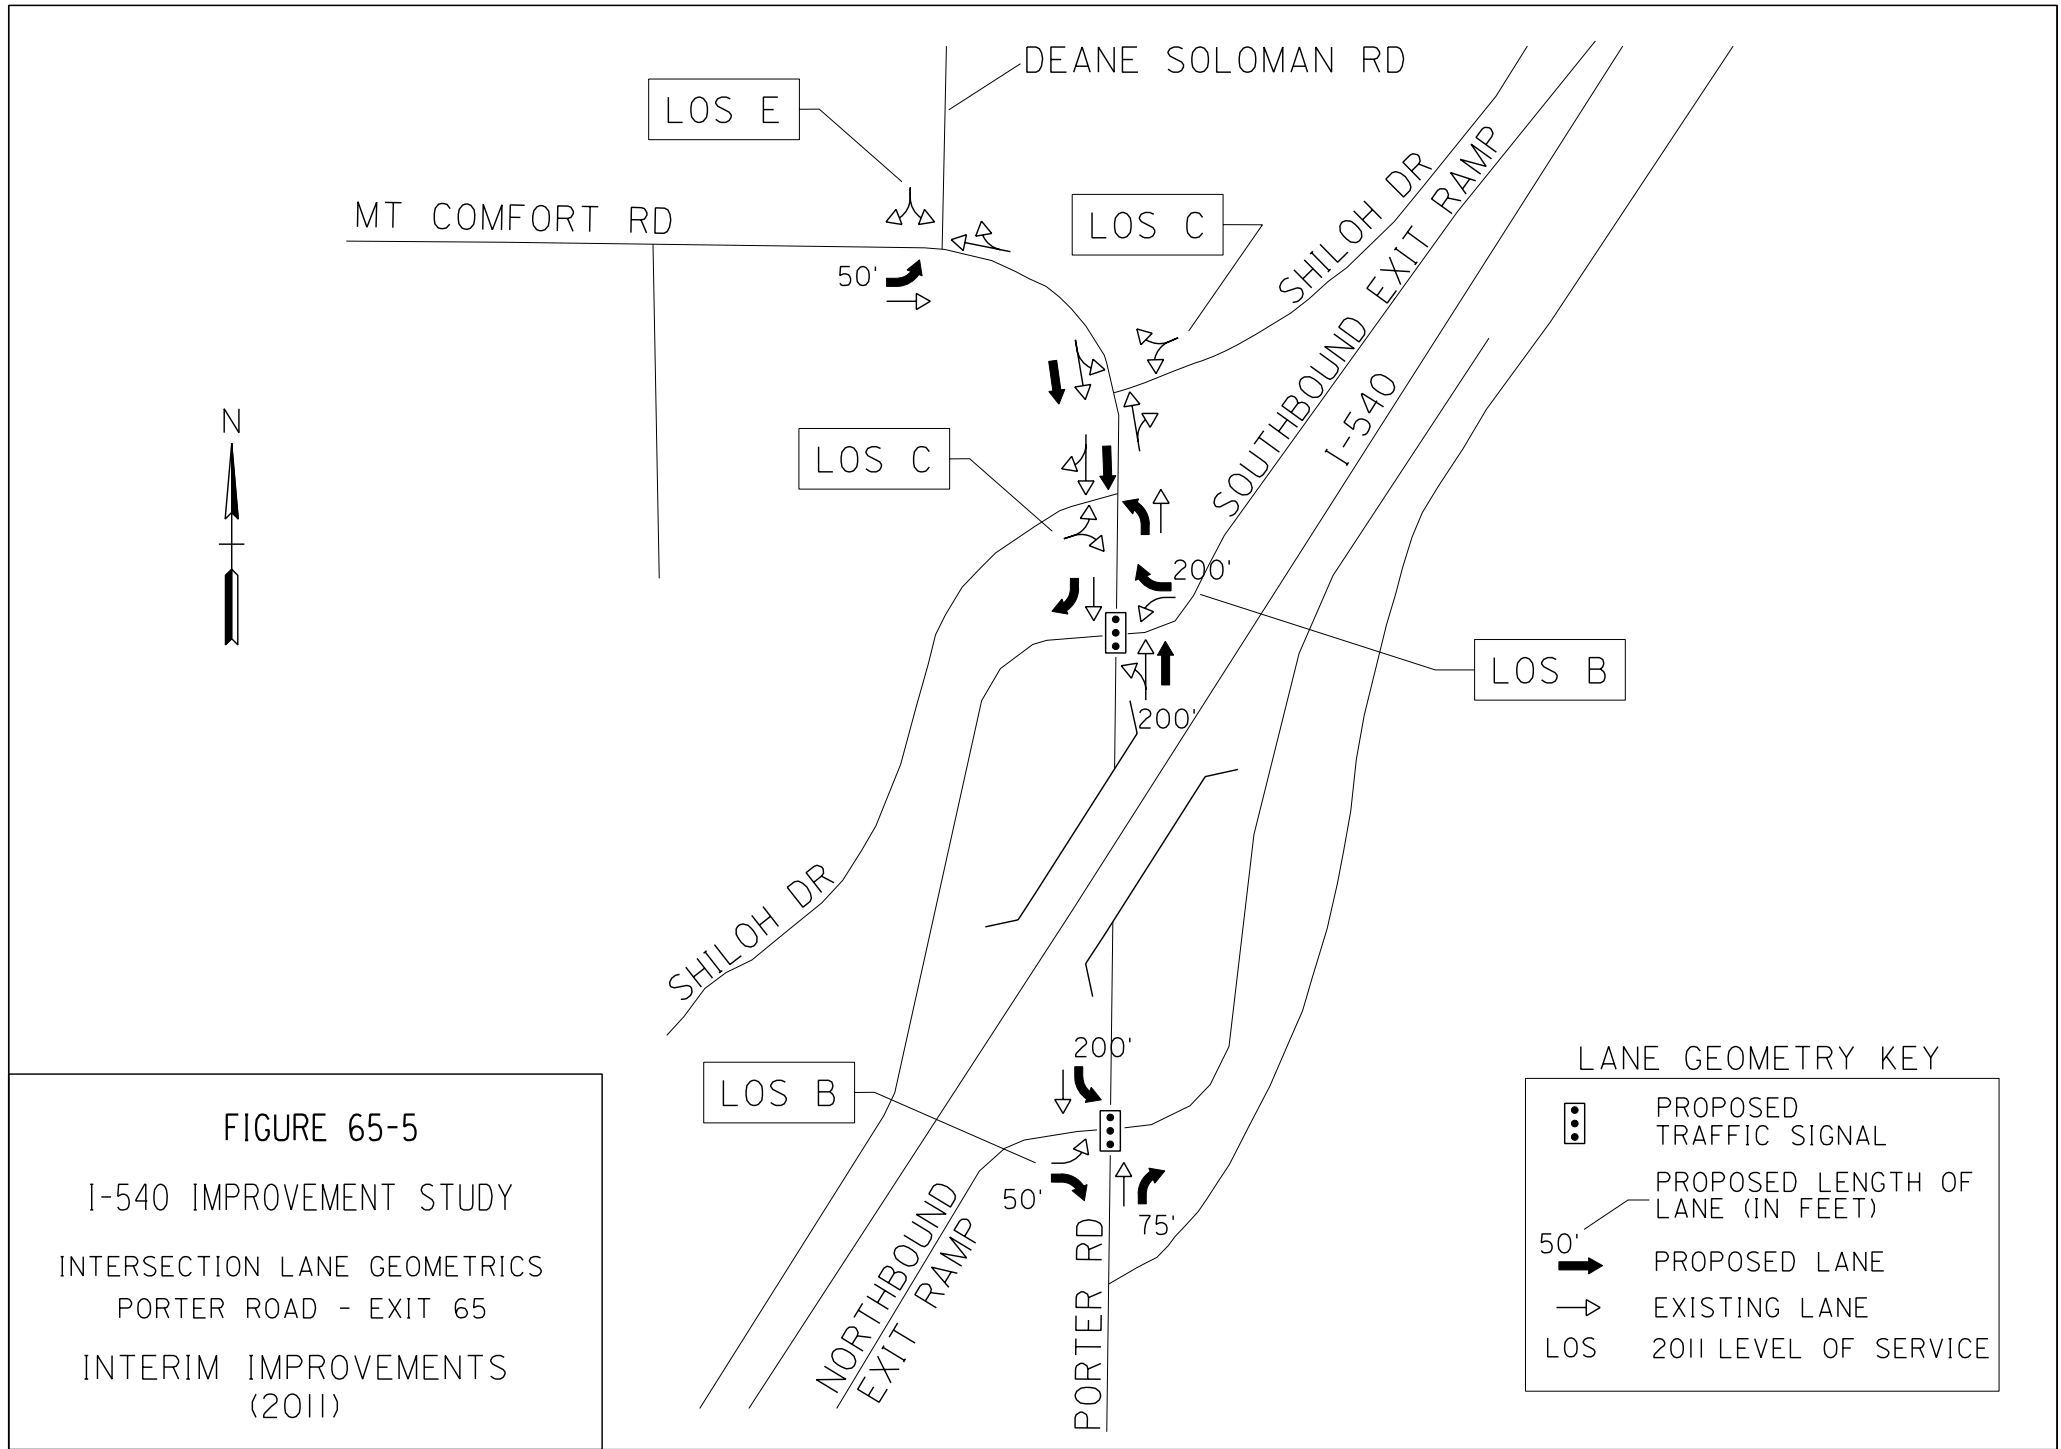 DEANE SOLOMAN RD
LOS E
MT COMFORT RD
LOS C
SHILOH DR
SOUTHBOUND EXIT RAMP
50'
I-540
N
LOS C
200'
LOS B
200'
SHILOH DR
200'
LOS B
50'
75'
NORTHBOUND
EXIT RAMP
PORTER RD
FIGURE 65-5
I-540 IMPROVEMENT STUDY
INTERSECTION LANE GEOMETRICS
PORTER ROAD - EXIT 65
INTERIM IMPROVEMENTS
(2011)
LANE GEOMETRY KEY
PROPOSED
TRAFFIC SIGNAL
PROPOSED LENGTH OF
LANE (IN FEET)
50'
PROPOSED LANE
EXISTING LANE
LOS 2011 LEVEL OF SERVICE